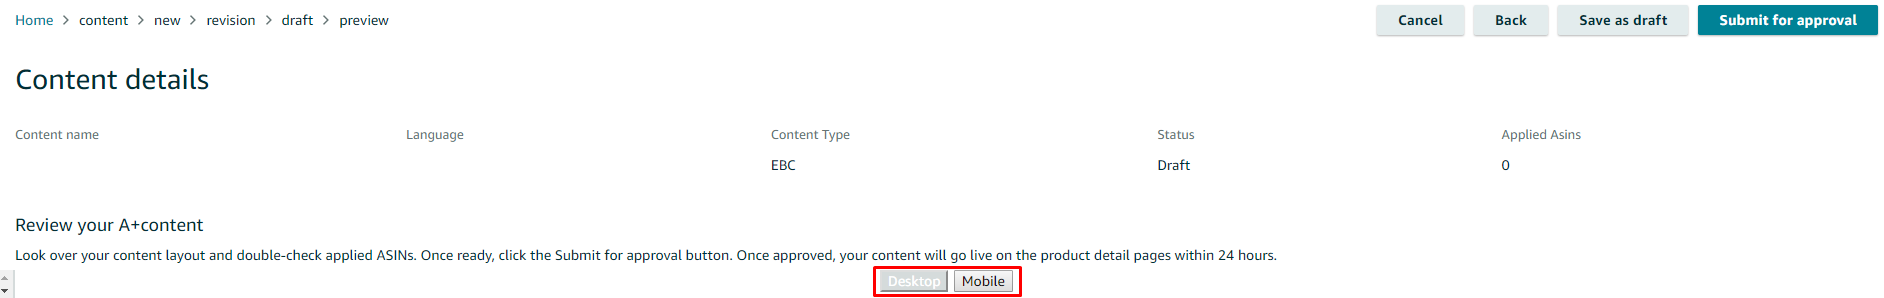 Home > content > new > revision > draft > preview
Cancel Back Save as draft Submit for approval
Content details
Content name Language Content Type Status Applied Asins
EBC Draft 0
Review your A+content
Look over your content layout and double-check applied ASINs. Once ready, click the Submit for approval button. Once approved, your content will go live on the product detail pages within 24 hours.
Desktop Mobile